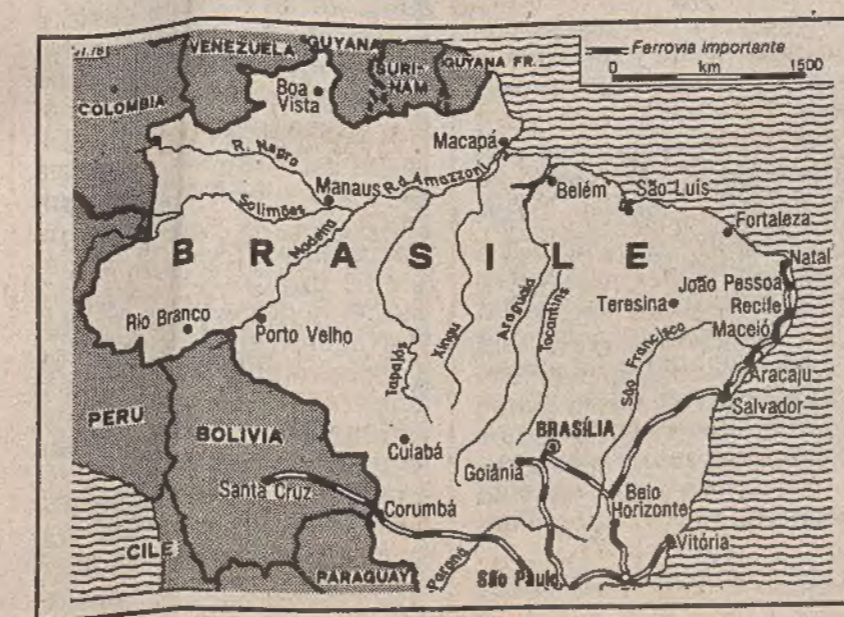 Ferrovia importante
0 km 1500
VENEZUELA
GUYANA
SURI-
NAM
GUYANA FR.
COLOMBIA
Boa
Vista
Macapá
R. Negro
Manaus
R.d. Amazzoni
Solimões
Madeira
Belém
São Luís
Fortaleza
BRASILE
Natal
João Pessoa
Teresina
Recife
Maceió
Rio Branco
Porto Velho
Tapajós
Xingu
Araguaia
Tocantins
São Francisco
Aracaju
Salvador
PERU
BOLIVIA
Cuiabá
BRASÍLIA
Goiânia
Santa Cruz
Corumbá
Belo
Horizonte
Vitória
CILE
PARAGUAY
Paraná
São Paulo